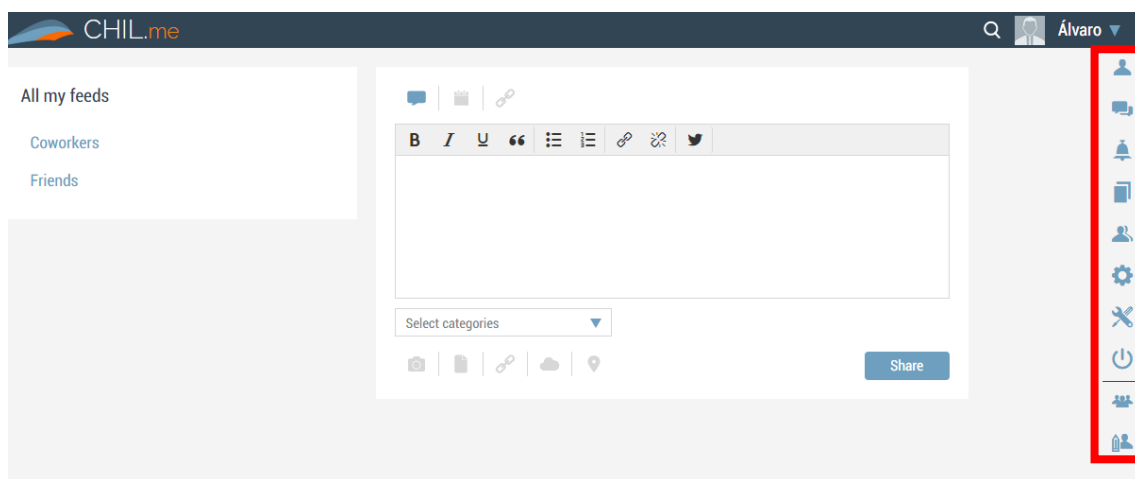 CHIL.me
Álvaro
All my feeds
Coworkers
Friends
B I U
Select categories
Share